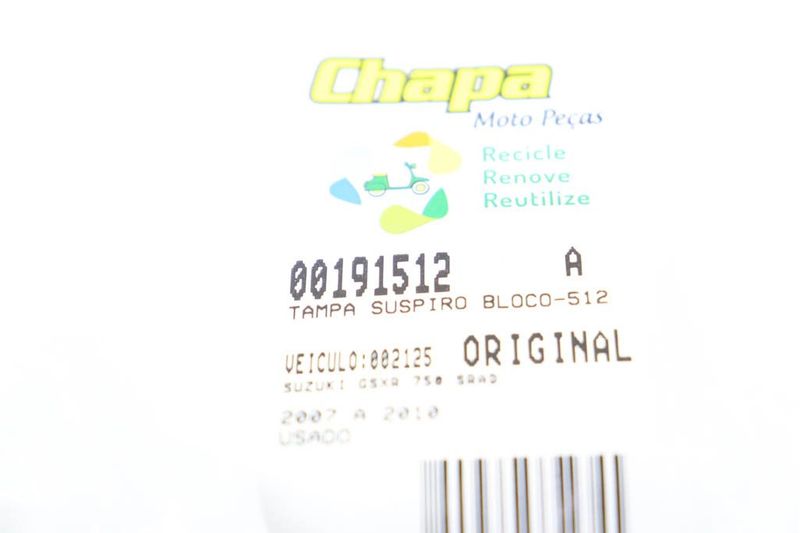 Chapa
Moto Peças
Recicle
Renove
Reutilize
00191512 A
TAMPA SUSPIRO BLOCO-512
VEICULO:002125 ORIGINAL
SUZUKI GSXR 750 SRAD
2007 A 2010
USADO